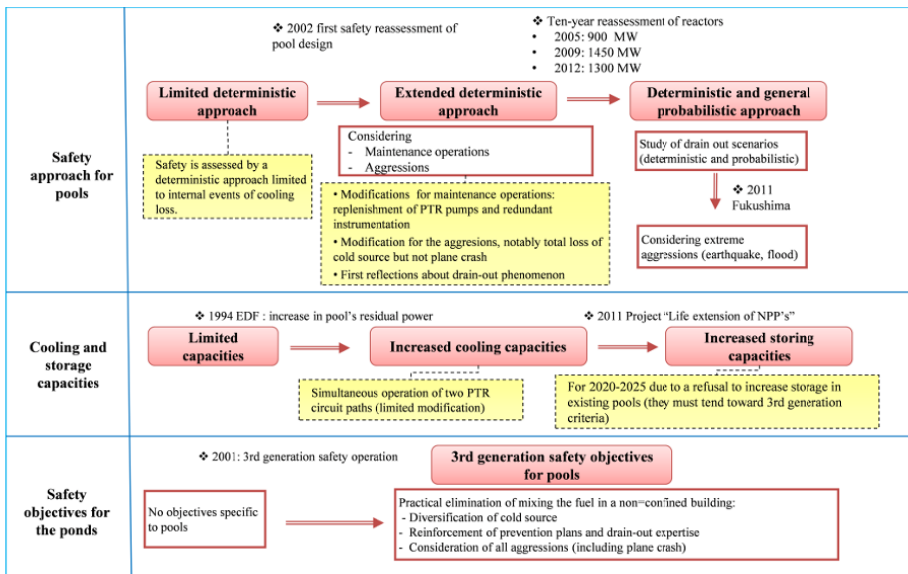 ❖ 2002 first safety reassessment of
pool design
❖ Ten-year reassessment of reactors
• 2005: 900 MW
• 2009: 1450 MW
• 2012: 1300 MW
Safety
approach for
pools
Limited deterministic
approach
Extended deterministic
approach
Deterministic and general
probabilistic approach
Safety is assessed by a
deterministic approach limited
to internal events of cooling
loss.
Considering
- Maintenance operations
- Aggressions
• Modifications for maintenance operations:
replenishment of PTR pumps and redundant
instrumentation
• Modification for the aggresions, notably total loss of
cold source but not plane crash
• First reflections about drain-out phenomenon
Study of drain out scenarios
(deterministic and probabilistic)
❖ 2011
Fukushima
Considering extreme
aggressions (earthquake, flood)
Cooling and
storage
capacities
❖ 1994 EDF : increase in pool's residual power
❖ 2011 Project "Life extension of NPP's"
Limited
capacities
Increased cooling capacities
Increased storing
capacities
Simultaneous operation of two PTR
circuit paths (limited modification)
For 2020-2025 due to a refusal to increase storage in
existing pools (they must tend toward 3rd generation
criteria)
Safety
objectives for
the ponds
❖ 2001: 3rd generation safety operation
3rd generation safety objectives
for pools
No objectives specific
to pools
Practical elimination of mixing the fuel in a non=confined building:
- Diversification of cold source
- Reinforcement of prevention plans and drain-out expertise
- Consideration of all aggressions (including plane crash)